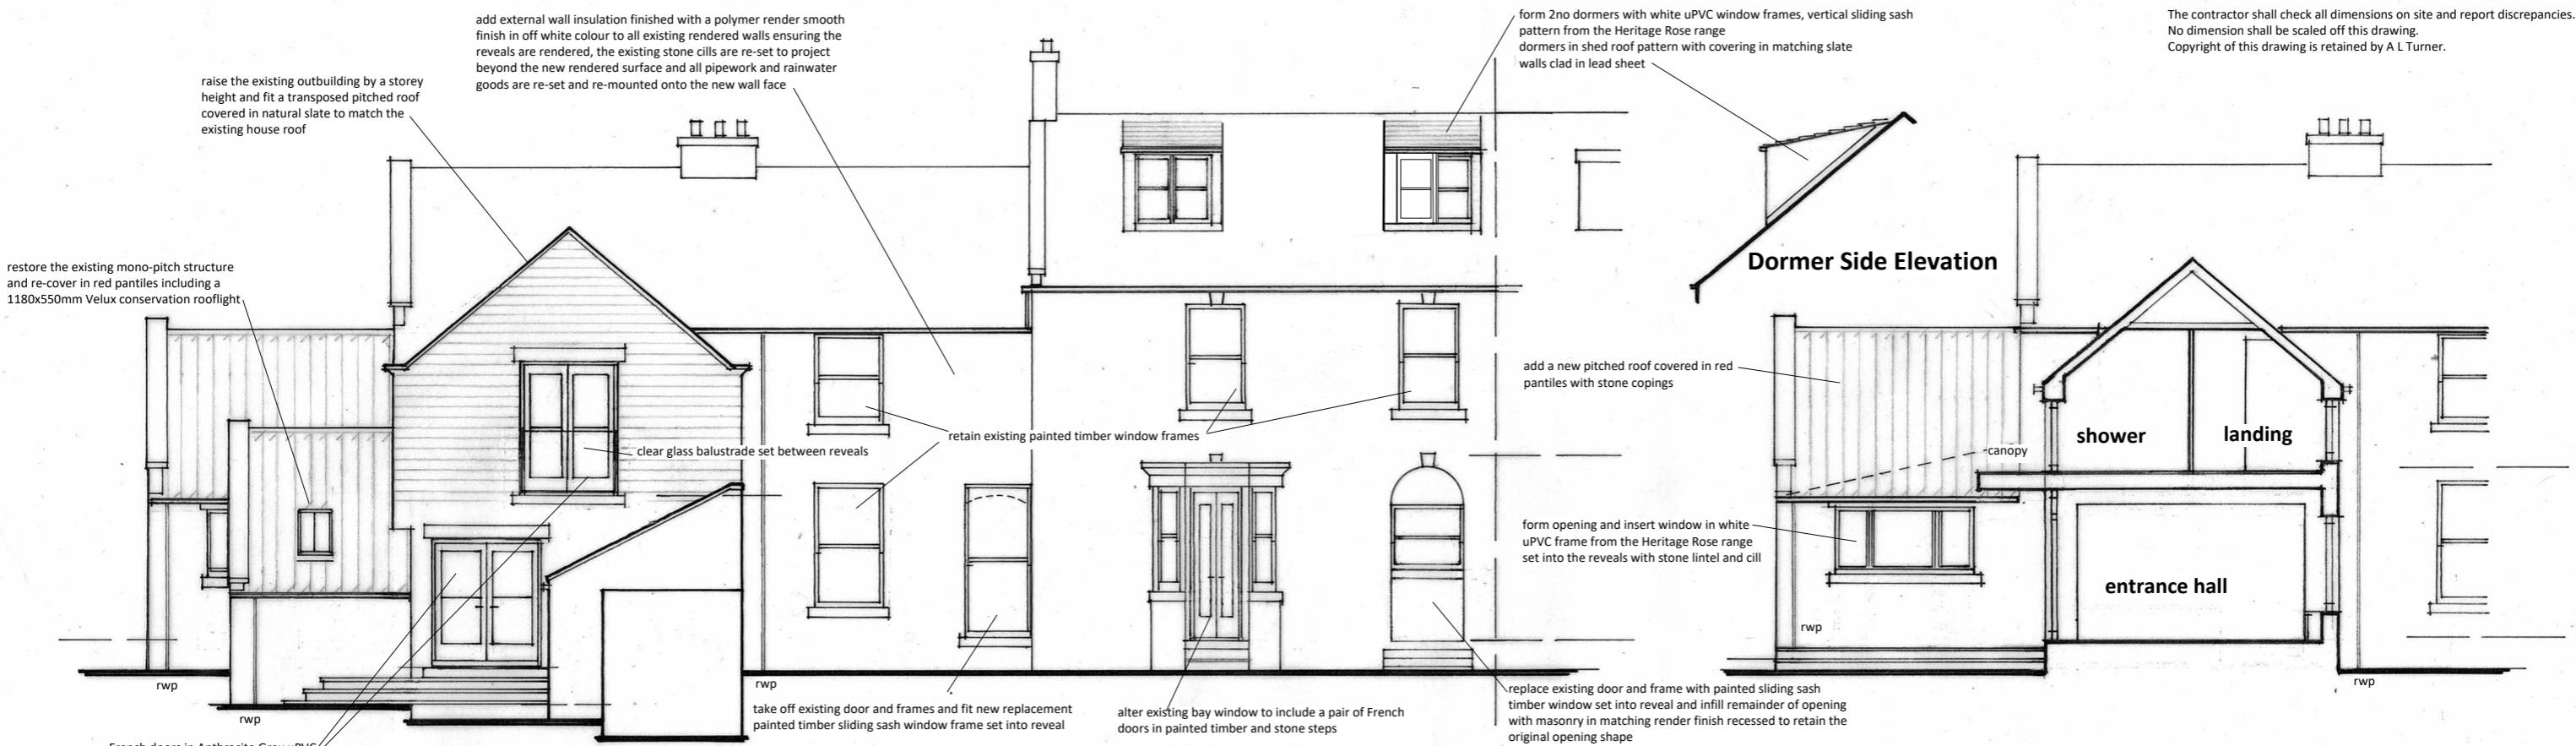 add external wall insulation finished with a polymer render smooth
finish in off white colour to all existing rendered walls ensuring the
reveals are rendered, the existing stone cills are re-set to project
beyond the new rendered surface and all pipework and rainwater
goods are re-set and re-mounted onto the new wall face
form 2no dormers with white uPVC window frames, vertical sliding sash
pattern from the Heritage Rose range
dormers in shed roof pattern with covering in matching slate
walls clad in lead sheet
The contractor shall check all dimensions on site and report discrepancies.
No dimension shall be scaled off this drawing.
Copyright of this drawing is retained by A L Turner.
raise the existing outbuilding by a storey
height and fit a transposed pitched roof
covered in natural slate to match the
existing house roof
restore the existing mono-pitch structure
and re-cover in red pantiles including a
1180x550mm Velux conservation rooflight
Dormer Side Elevation
add a new pitched roof covered in red
pantiles with stone copings
retain existing painted timber window frames
clear glass balustrade set between reveals
shower
landing
canopy
form opening and insert window in white
uPVC frame from the Heritage Rose range
set into the reveals with stone lintel and cill
entrance hall
rwp
rwp
rwp
rwp
rwp
take off existing door and frames and fit new replacement
painted timber sliding sash window frame set into reveal
alter existing bay window to include a pair of French
doors in painted timber and stone steps
replace existing door and frame with painted sliding sash
timber window set into reveal and infill remainder of opening
with masonry in matching render finish recessed to retain the
original opening shape
French doors in Anthracite Grey uPVC